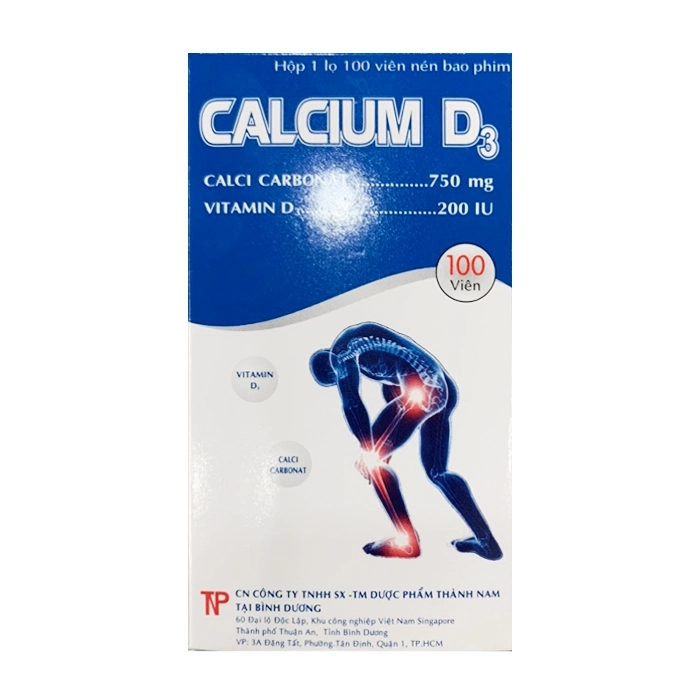 Hộp 1 lọ 100 viên nén bao phim
CALCIUM D3
CALCI CARBONAT ..............750 mg
VITAMIN D3 ..............200 IU
100
Viên
VITAMIN
D3
CALCI
CARBONAT
TNP
CN CÔNG TY TNHH SX -TM DƯỢC PHẨM THÀNH NAM
TẠI BÌNH DƯƠNG
60 Đại lộ Độc Lập, Khu công nghiệp Việt Nam Singapore
Thành phố Thuận An, Tỉnh Bình Dương
VP: 3A Đặng Tất, Phường.Tân Định, Quận 1, TP.HCM